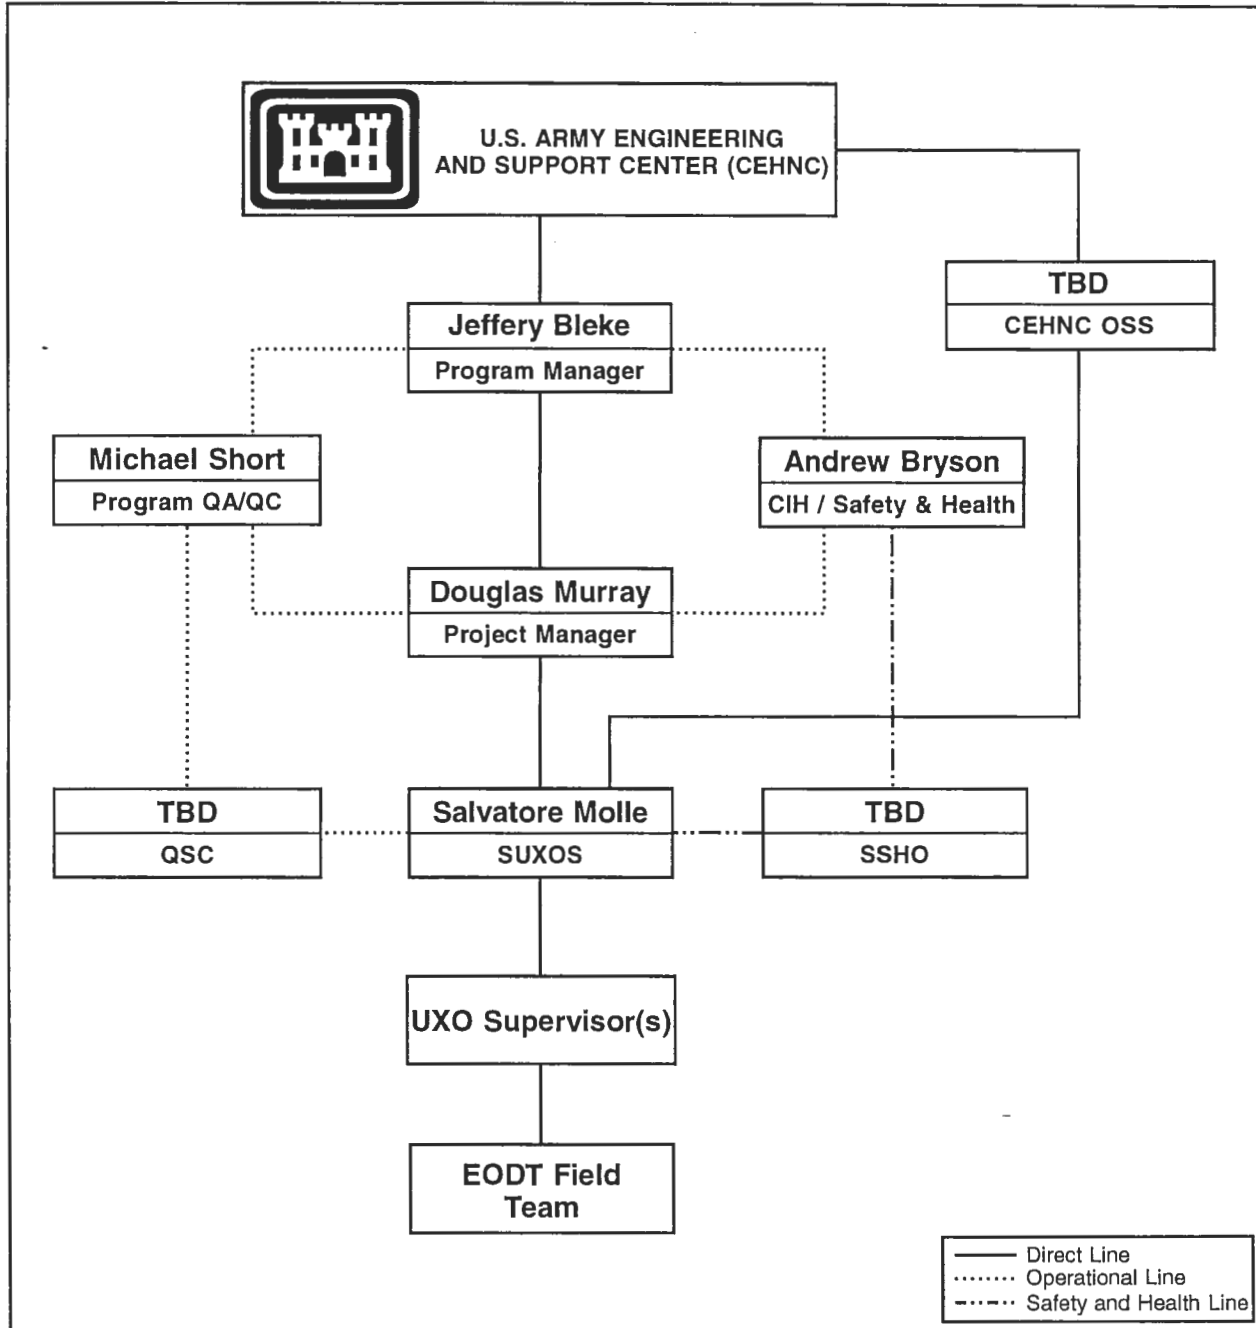 U.S. ARMY ENGINEERING
AND SUPPORT CENTER (CEHNC)
TBD
CEHNC OSS
Jeffery Bleke
Program Manager
Michael Short
Program QA/QC
Andrew Bryson
CIH / Safety & Health
Douglas Murray
Project Manager
TBD
QSC
Salvatore Molle
SUXOS
TBD
SSHO
UXO Supervisor(s)
EODT Field
Team
Direct Line
Operational Line
Safety and Health Line